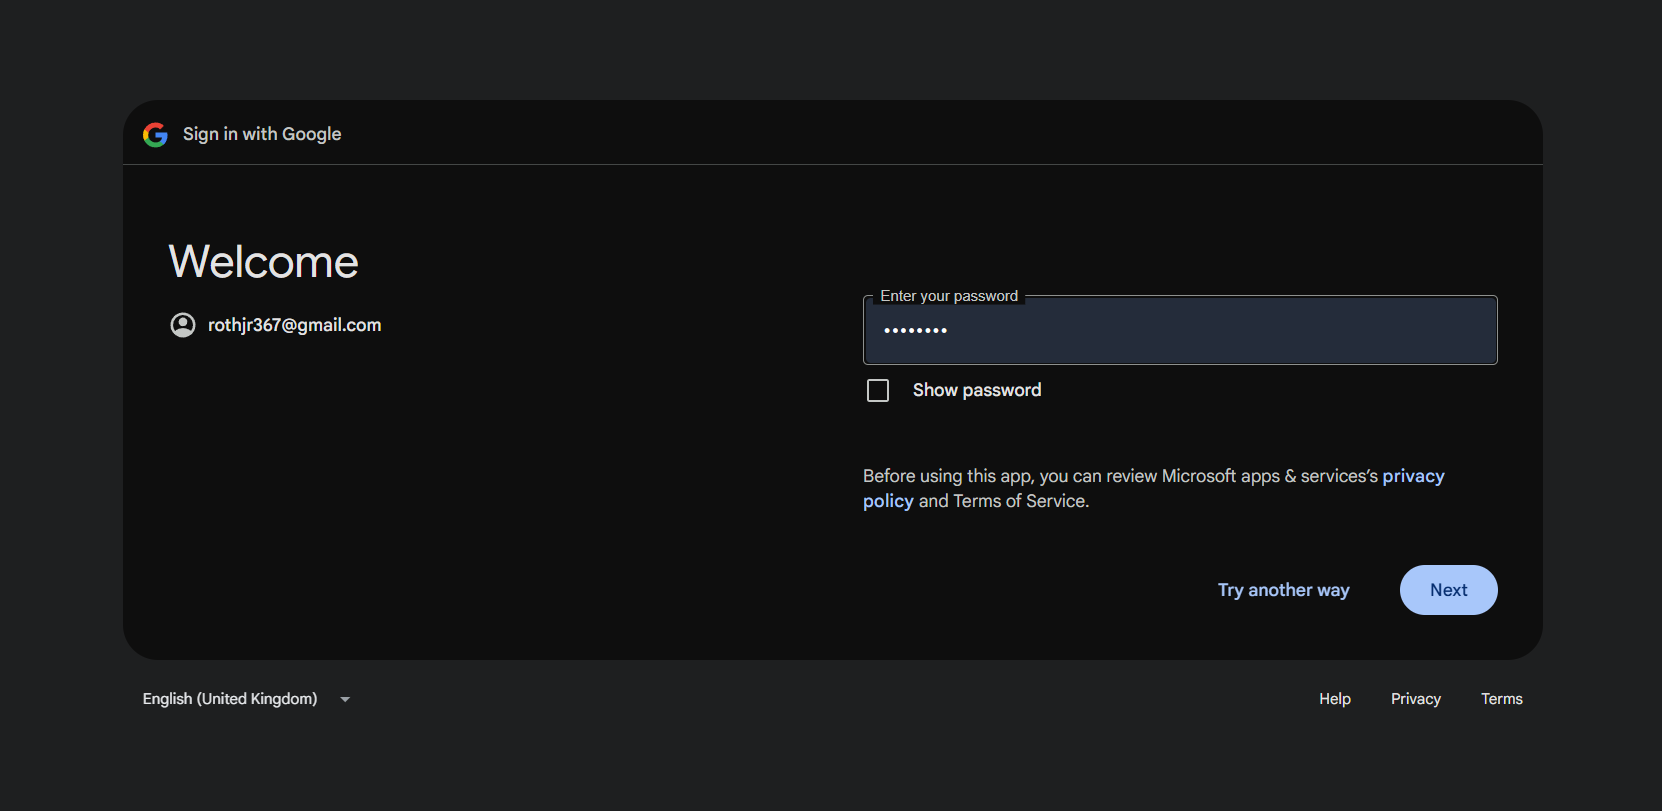 Sign in with Google
Welcome
rothjr367@gmail.com
Enter your password
••••••••
Show password
Before using this app, you can review Microsoft apps & services’s privacy
policy and Terms of Service.
Try another way
Next
English (United Kingdom)
Help
Privacy
Terms